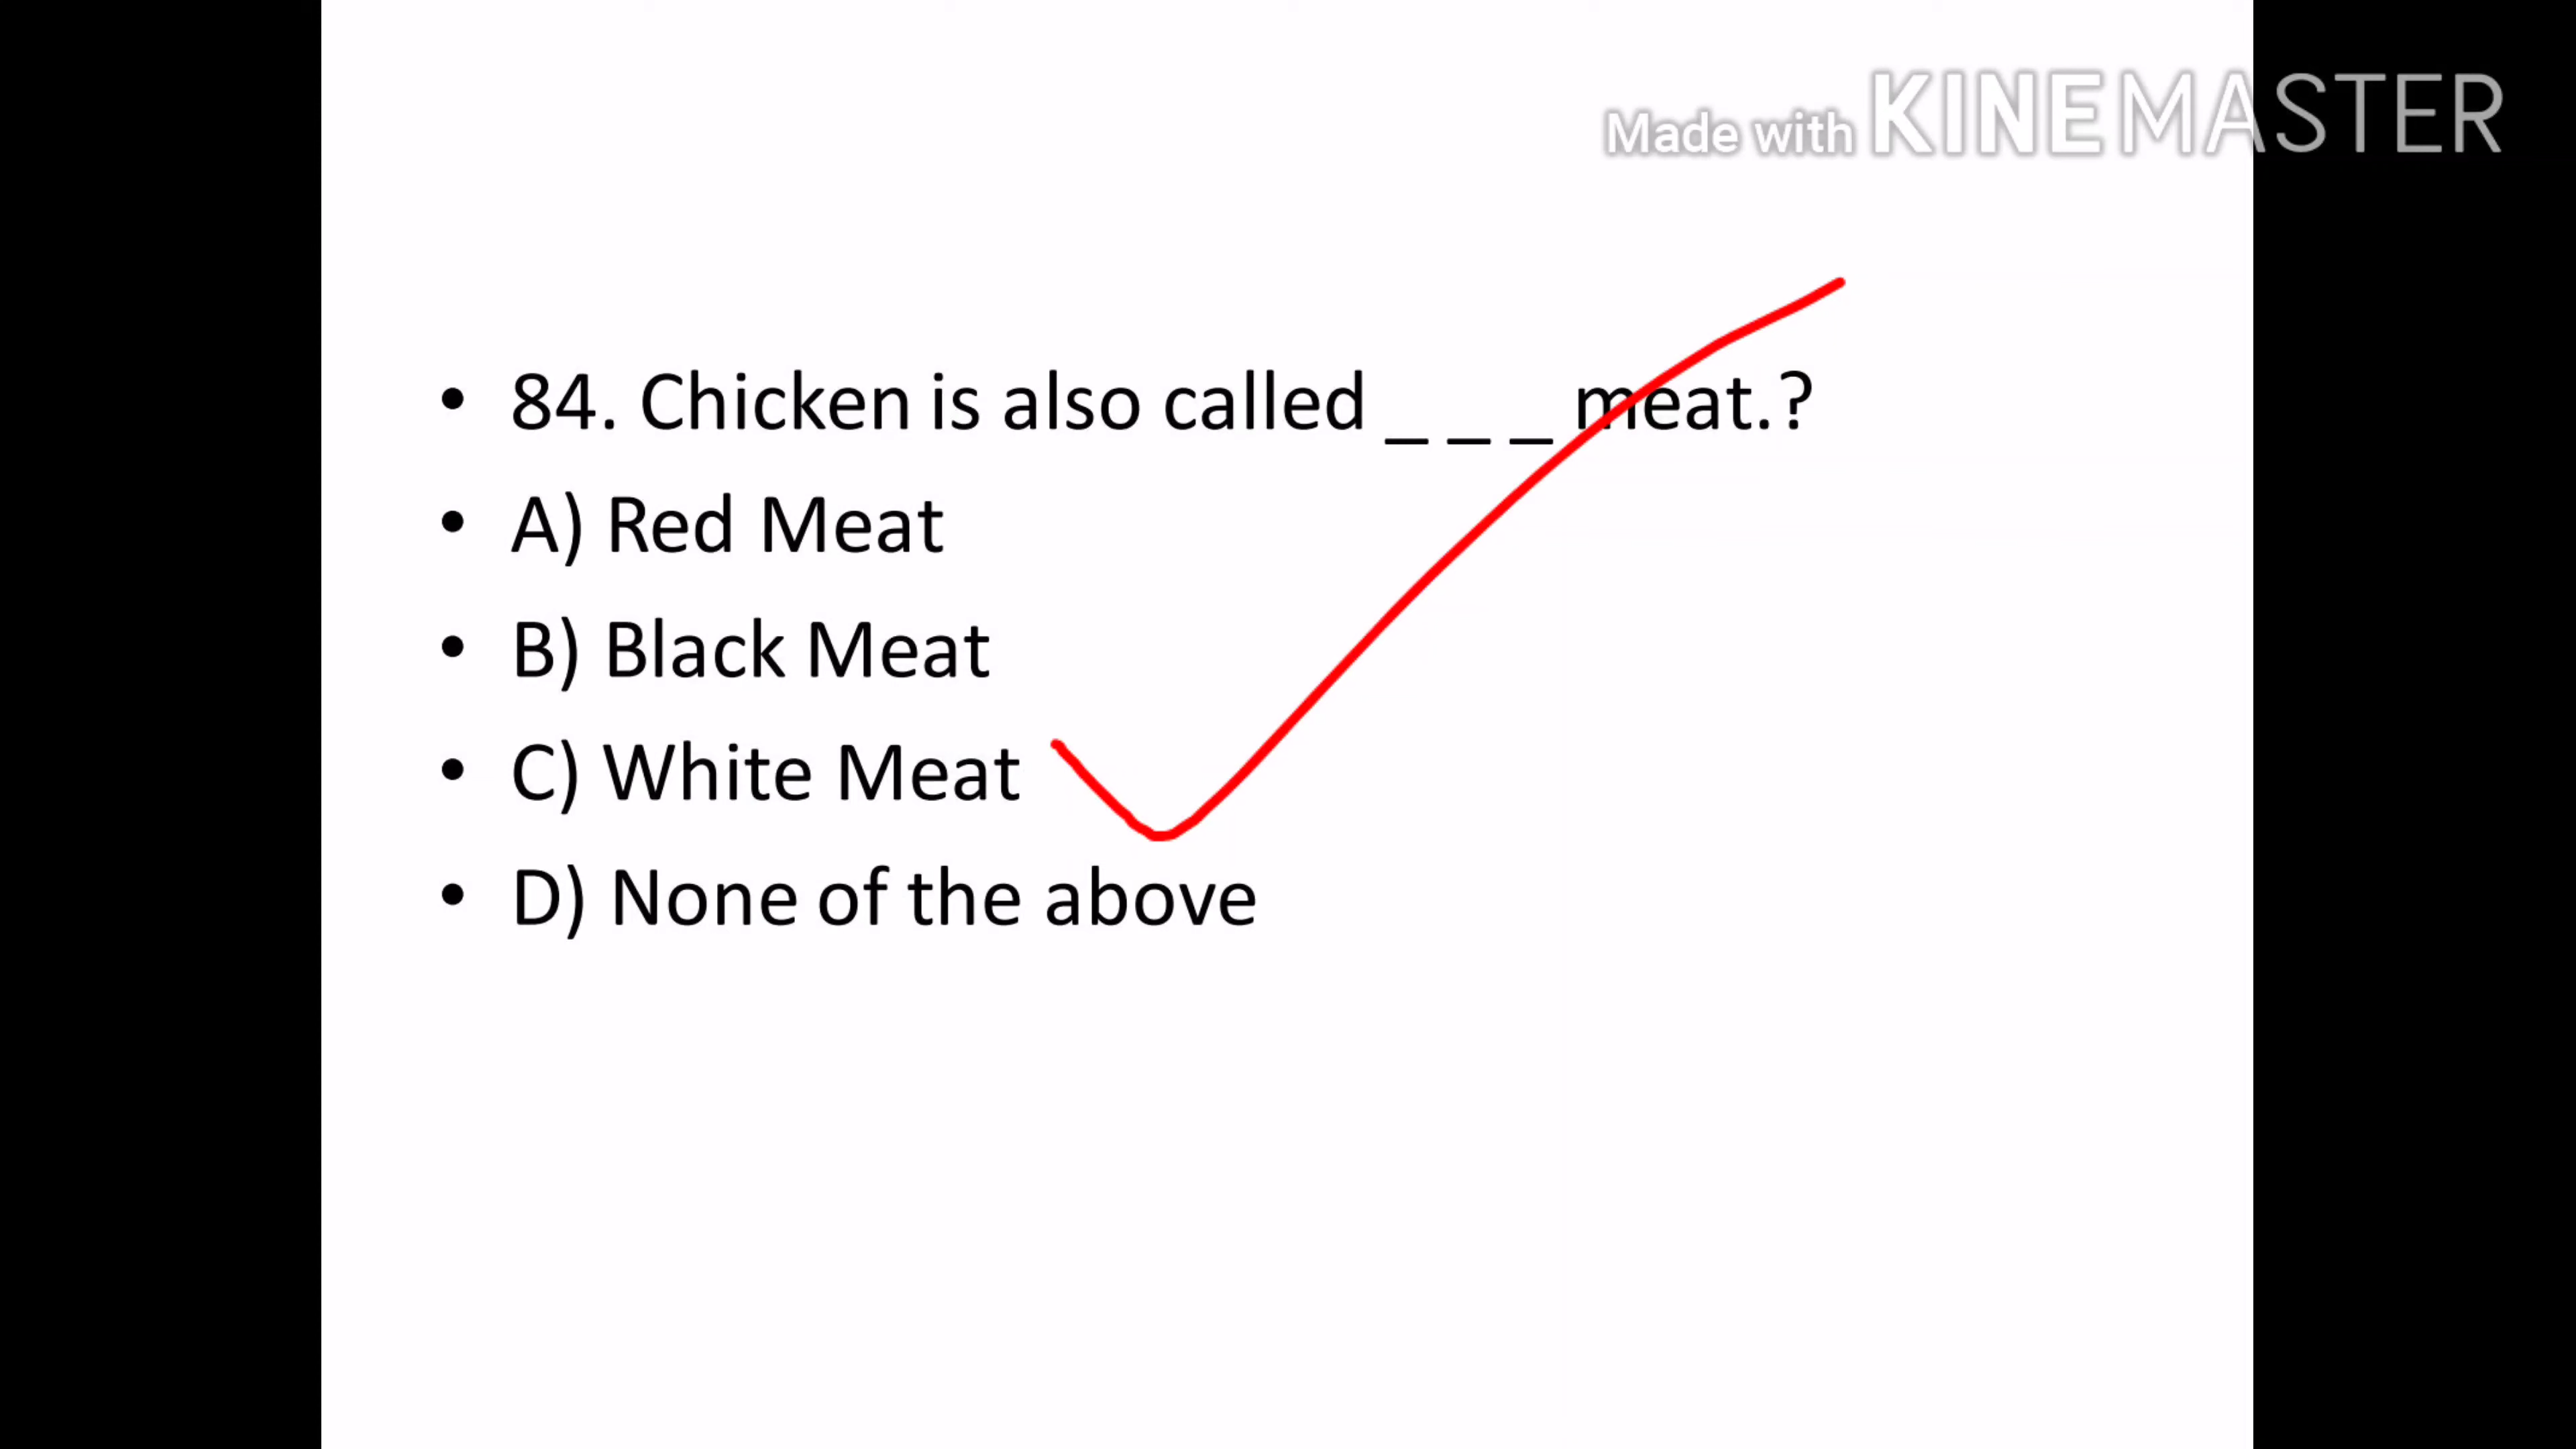 Made with KINEMASTER
• 84. Chicken is also called _ _ _ meat.?
• A) Red Meat
• B) Black Meat
• C) White Meat
• D) None of the above